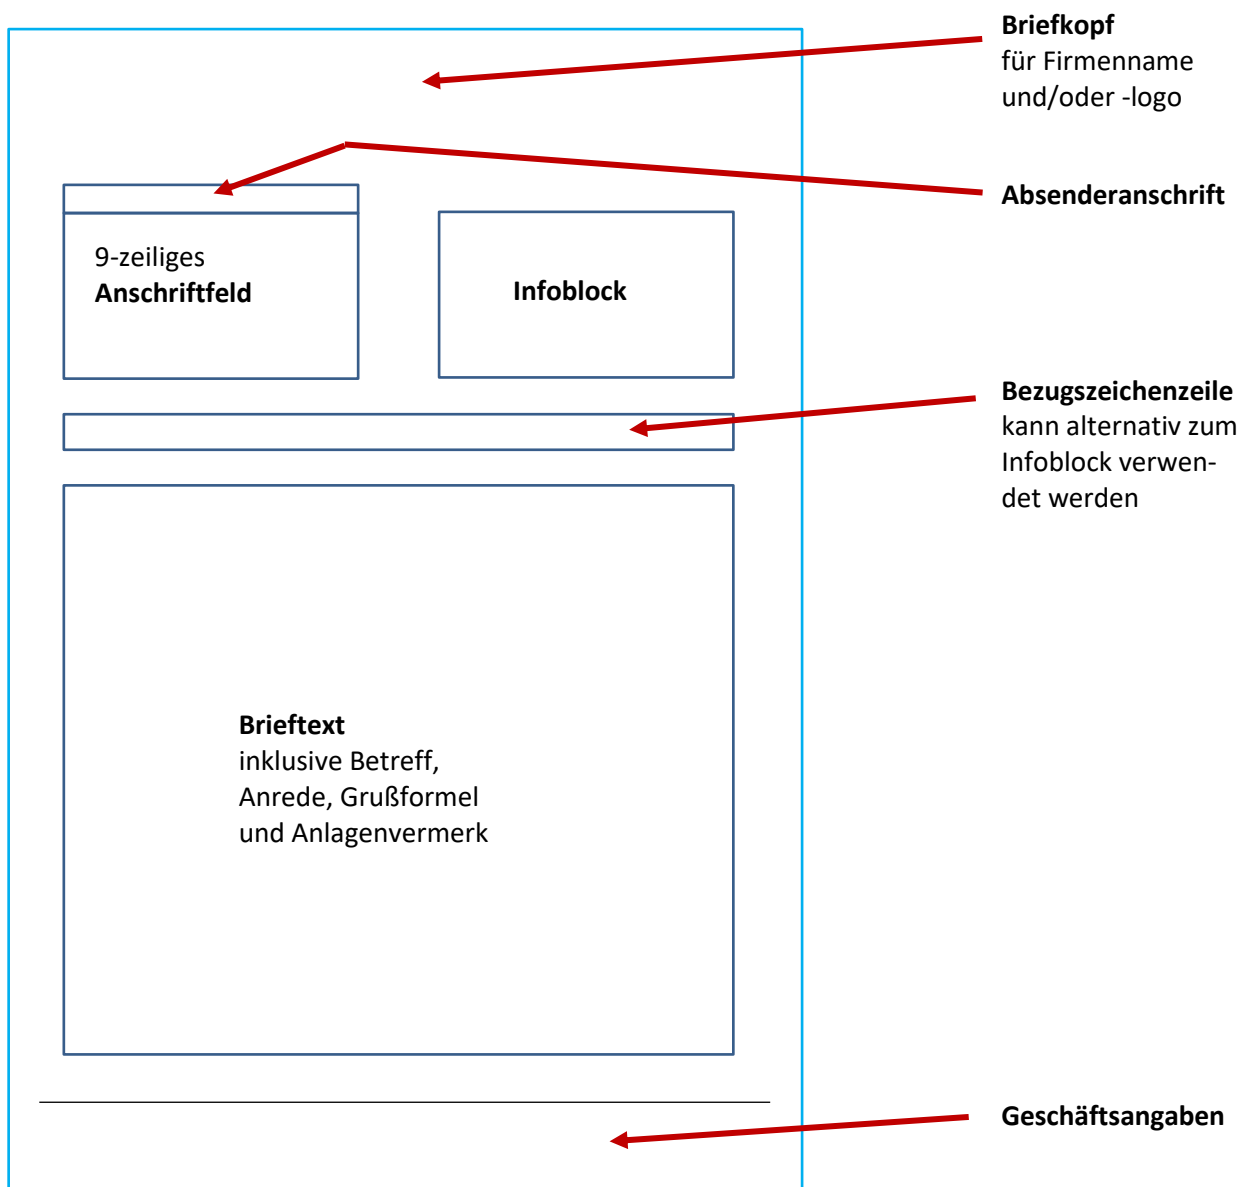 Briefkopf
für Firmenname
und/oder -logo
Absenderanschrift
9-zeiliges
Anschriftfeld
Infoblock
Bezugszeichenzeile
kann alternativ zum
Infoblock verwen-
det werden
Brieftext
inklusive Betreff,
Anrede, Grußformel
und Anlagenvermerk
Geschäftsangaben